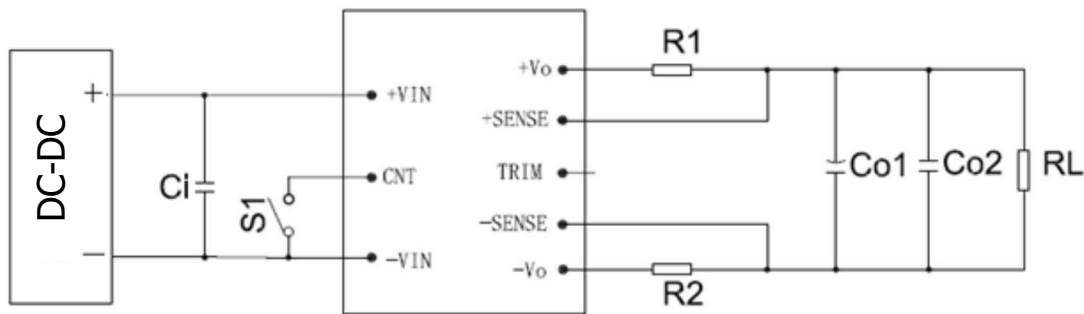 DC-DC
+
−
Ci
S1
+VIN
CNT
−VIN
+Vo
+SENSE
TRIM
−SENSE
−Vo
R1
R2
Co1
Co2
RL